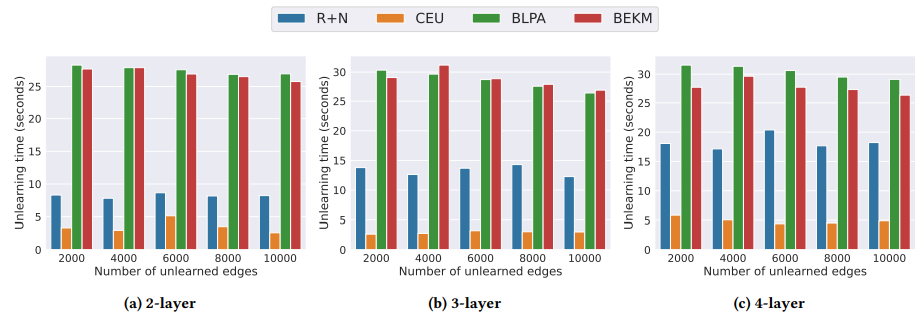 R+N CEU BLPA BEKM
Unlearning time (seconds)
25
20
15
10
5
0
2000 4000 6000 8000 10000
Number of unlearned edges
(a) 2-layer
Unlearning time (seconds)
30
25
20
15
10
5
0
2000 4000 6000 8000 10000
Number of unlearned edges
(b) 3-layer
Unlearning time (seconds)
30
25
20
15
10
5
0
2000 4000 6000 8000 10000
Number of unlearned edges
(c) 4-layer